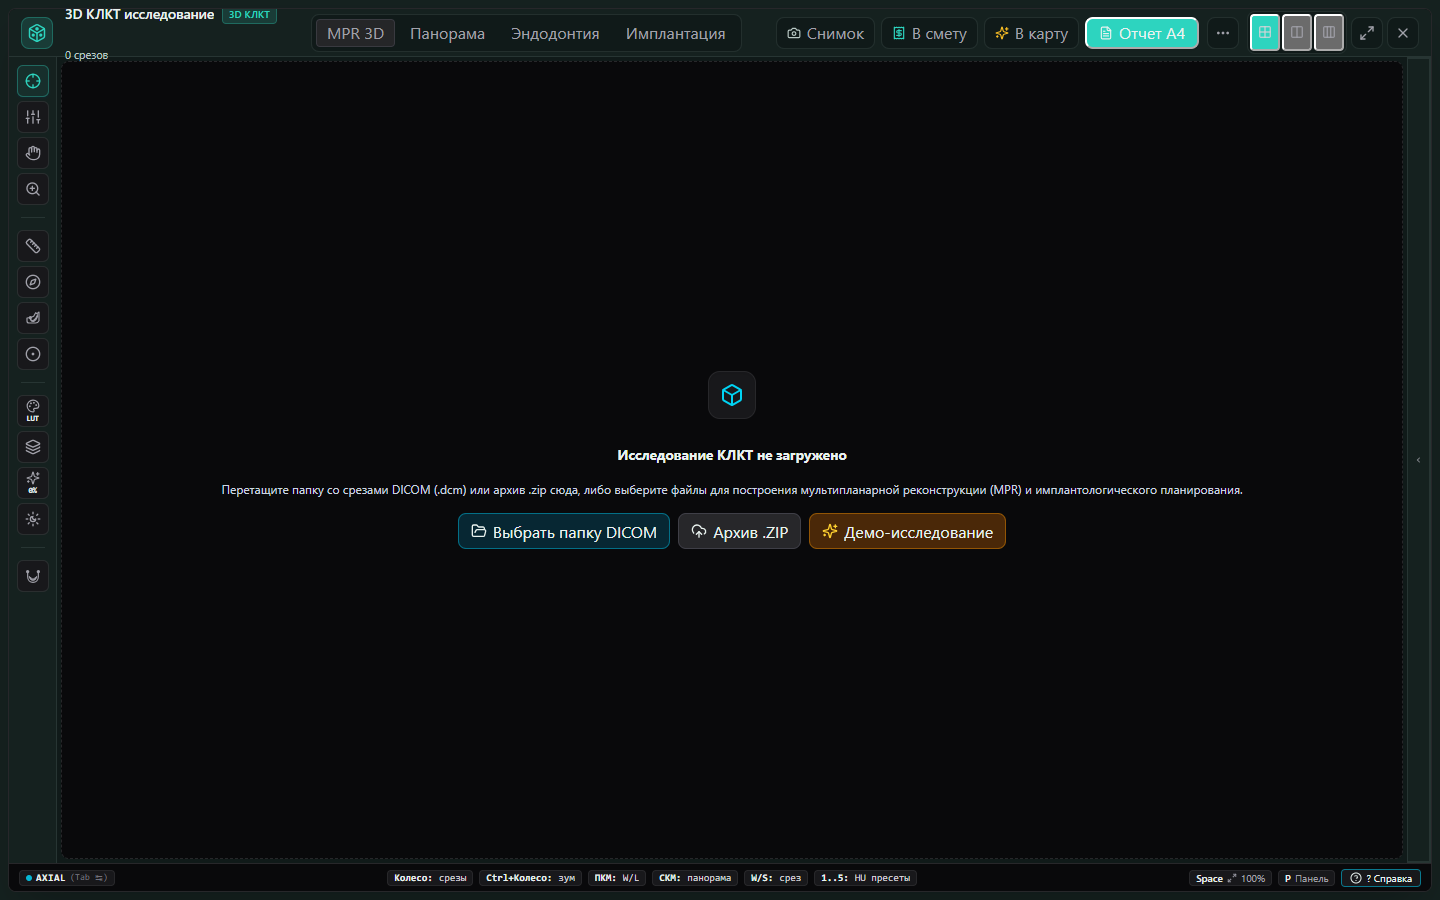 3D КЛКТ исследование 3D КЛКТ
0 срезов
MPR 3D Панорама Эндодонтия Имплантация
Снимок В смету В карту Отчет А4
LUT
0%
Исследование КЛКТ не загружено
Перетащите папку со срезами DICOM (.dcm) или архив .zip сюда, либо выберите файлы для построения мультипланарной реконструкции (MPR) и имплантологического планирования.
Выбрать папку DICOM Архив .ZIP Демо-исследование
AXIAL (Tab ⇆) Колесо: срезы Ctrl+Колесо: зум ПКМ: W/L СКМ: панорама W/S: срез 1..5: HU пресеты Space 100% P Панель ? Справка